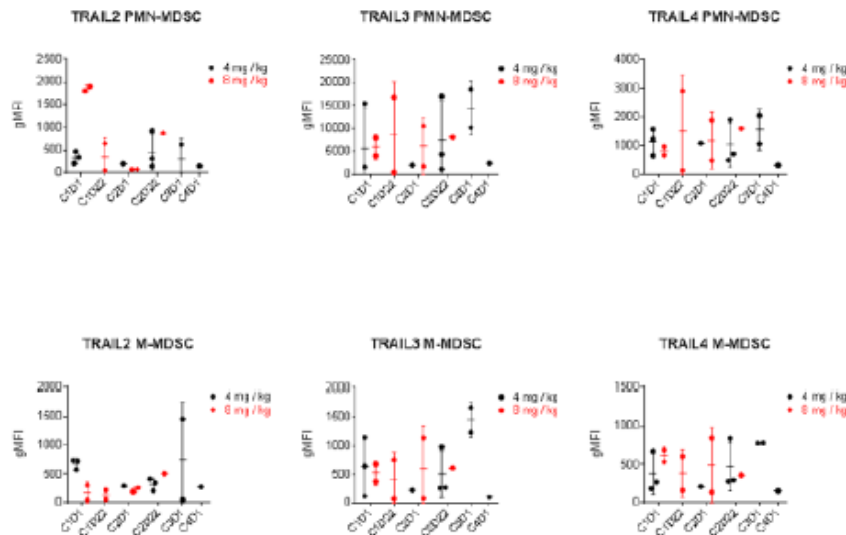 TRAIL2 PMN-MDSC
2500
2000
1500
1000
500
0
gMFI
C1D1
C1D22
C2D1
C2D22
C3D1
C4D1
4 mg / kg
8 mg / kg
TRAIL3 PMN-MDSC
25000
20000
15000
10000
5000
0
gMFI
C1D1
C1D22
C2D1
C2D22
C3D1
C4D1
4 mg / kg
8 mg / kg
TRAIL4 PMN-MDSC
4000
3000
2000
1000
0
gMFI
C1D1
C1D22
C2D1
C2D22
C3D1
C4D1
4 mg / kg
8 mg / kg
TRAIL2 M-MDSC
2000
1500
1000
500
0
gMFI
C1D1
C1D22
C2D1
C2D22
C3D1
C4D1
4 mg / kg
8 mg / kg
TRAIL3 M-MDSC
2000
1500
1000
500
0
gMFI
C1D1
C1D22
C2D1
C2D22
C3D1
C4D1
4 mg / kg
8 mg / kg
TRAIL4 M-MDSC
1500
1000
500
0
gMFI
C1D1
C1D22
C2D1
C2D22
C3D1
C4D1
4 mg / kg
8 mg / kg